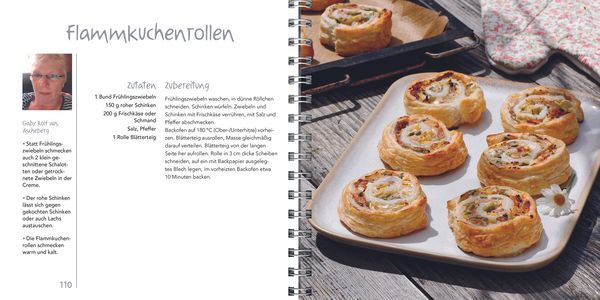 Flammkuchenrollen
Gaby Rolf aus
Ascheberg
• Statt Frühlings-
zwiebeln schmecken
auch 2 klein ge-
schnittene Schalot-
ten oder getrock-
nete Zwiebeln in der
Creme.
• Der rohe Schinken
lässt sich gegen
gekochten Schinken
oder auch Lachs
austauschen.
• Die Flammkuchen-
rollen schmecken
warm und kalt.
110
Zutaten
1 Bund Frühlingszwiebeln
150 g roher Schinken
200 g Frischkäse oder
Schmand
Salz, Pfeffer
1 Rolle Blätterteig
Zubereitung
Frühlingszwiebeln waschen, in dünne Röllchen
schneiden. Schinken würfeln. Zwiebeln und
Schinken mit Frischkäse verrühren, mit Salz und
Pfeffer abschmecken.
Backofen auf 180 °C (Ober-/Unterhitze) vorhei-
zen. Blätterteig ausrollen, Masse gleichmäßig
darauf verteilen. Blätterteig von der langen
Seite her aufrollen. Rolle in 3 cm dicke Scheiben
schneiden, auf ein mit Backpapier ausgeleg-
tes Blech legen, im vorheizten Backofen etwa
10 Minuten backen.